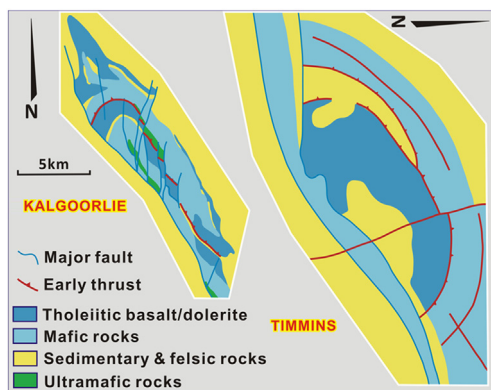 N
N
5km
KALGOORLIE
Major fault
Early thrust
TIMMINS
Tholeiitic basalt/dolerite
Mafic rocks
Sedimentary & felsic rocks
Ultramafic rocks